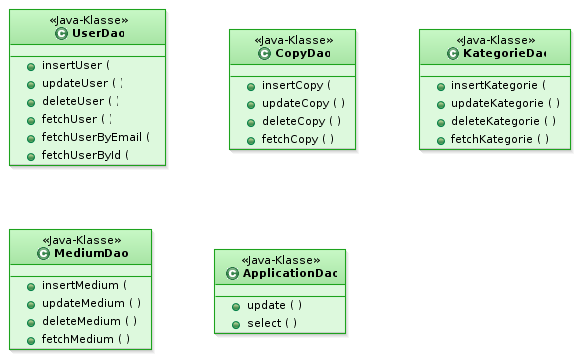 «Java-Klasse»
C UserDao
insertUser (
updateUser ( )
deleteUser ( )
fetchUser ( )
fetchUserByEmail (
fetchUserById (
«Java-Klasse»
C CopyDao
insertCopy (
updateCopy ( )
deleteCopy ( )
fetchCopy ( )
«Java-Klasse»
C KategorieDao
insertKategorie (
updateKategorie ( )
deleteKategorie ( )
fetchKategorie ( )
«Java-Klasse»
C MediumDao
insertMedium (
updateMedium ( )
deleteMedium ( )
fetchMedium ( )
«Java-Klasse»
C ApplicationDao
update ( )
select ( )